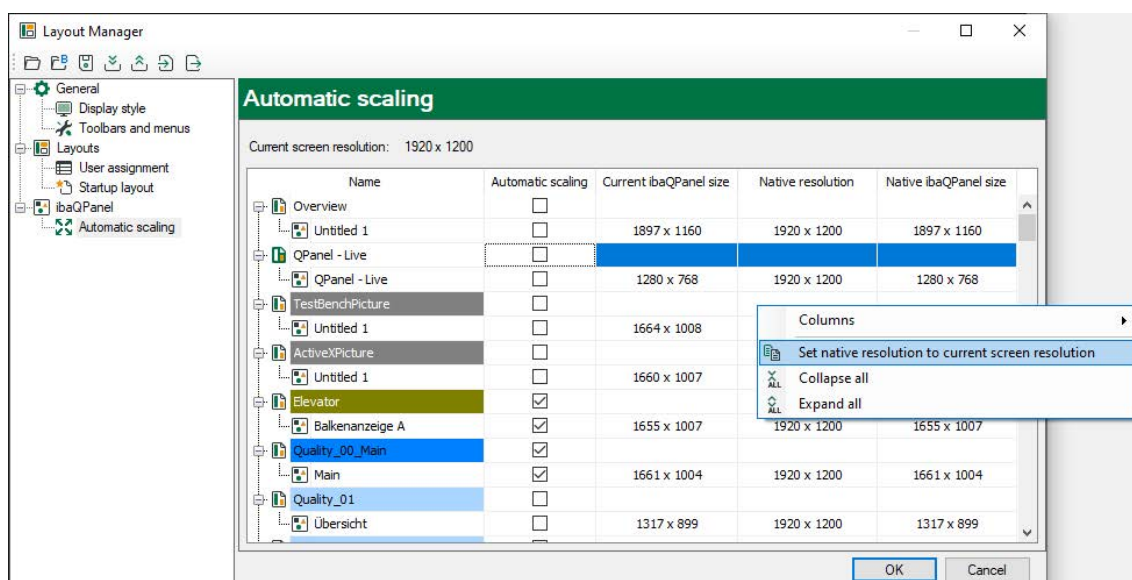 Layout Manager
General
Display style
Toolbars and menus
Layouts
User assignment
Startup layout
ibaQPanel
Automatic scaling
Automatic scaling
Current screen resolution: 1920 x 1200
Name Automatic scaling Current ibaQPanel size Native resolution Native ibaQPanel size
Overview
Untitled 1 1897 x 1160 1920 x 1200 1897 x 1160
QPanel - Live
QPanel - Live 1280 x 768 1920 x 1200 1280 x 768
TestBenchPicture
Untitled 1 1664 x 1008
ActiveXPicture
Untitled 1 1660 x 1007
Elevator
Balkenanzeige A 1655 x 1007 1920 x 1200 1655 x 1007
Quality_00_Main
Main 1661 x 1004 1920 x 1200 1661 x 1004
Quality_01
Übersicht 1317 x 899 1920 x 1200 1317 x 899
Columns
Set native resolution to current screen resolution
ALL Collapse all
ALL Expand all
OK Cancel